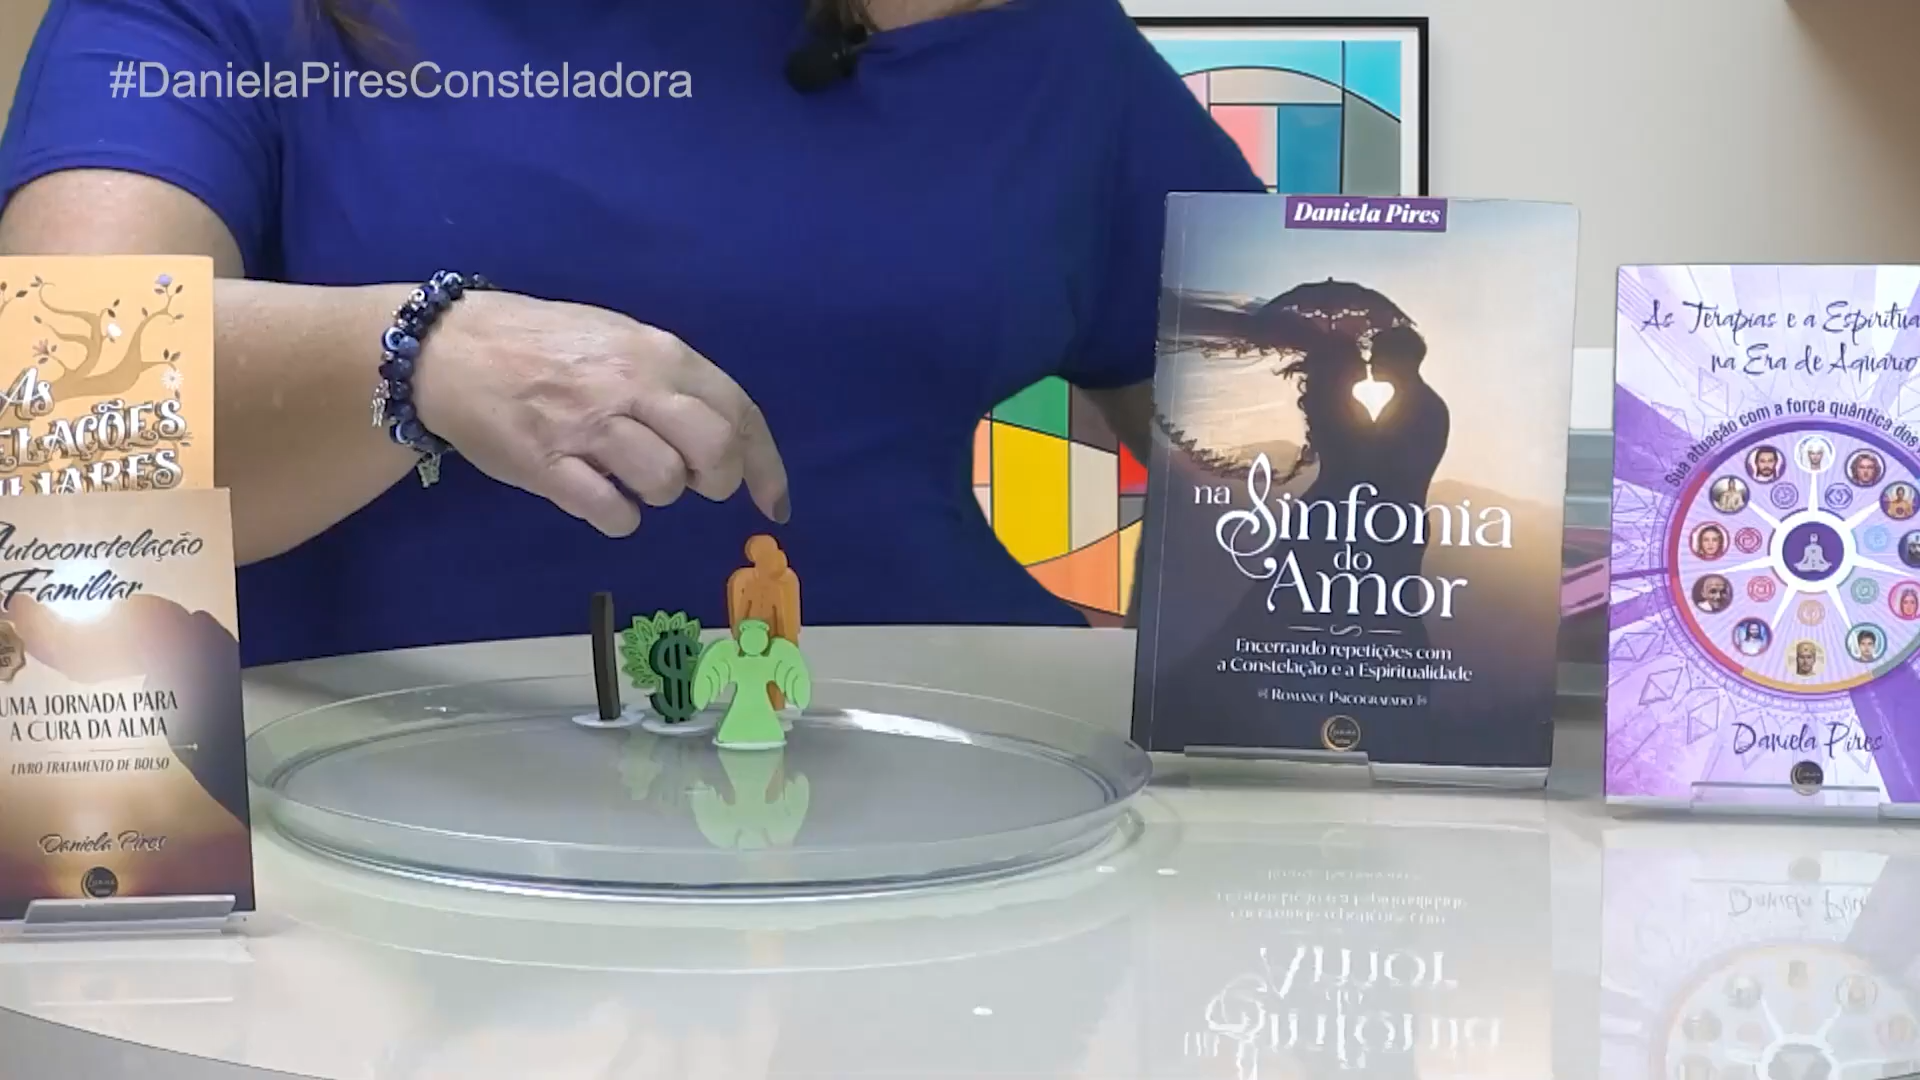 #DanielaPiresConsteladora
As
ELAÇÕES
Autoconstelação
Familiar
UMA JORNADA PARA
A CURA DA ALMA
LIVRO TRATAMENTO DE BOLSO
Daniela Pires
$
Daniela Pires
na Sinfonia
do
Amor
Encerrando repetições com
a Constelação e a Espiritualidade
Romance Psicografado
As Terapias e a Espiritua
na Era de Aquário
Sua atuação com a força quântica dos
Daniela Pires